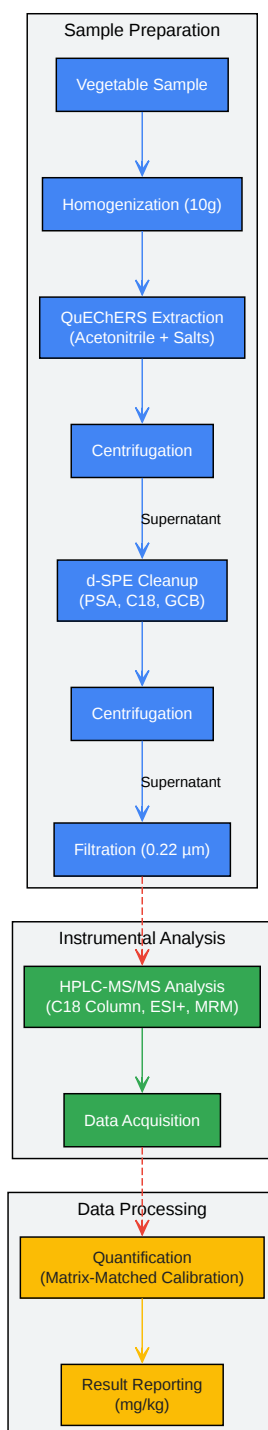 Sample Preparation
Vegetable Sample
Homogenization (10g)
QuEChERS Extraction
(Acetonitrile + Salts)
Centrifugation
Supernatant
d-SPE Cleanup
(PSA, C18, GCB)
Centrifugation
Supernatant
Filtration (0.22 µm)
Instrumental Analysis
HPLC-MS/MS Analysis
(C18 Column, ESI+, MRM)
Data Acquisition
Data Processing
Quantification
(Matrix-Matched Calibration)
Result Reporting
(mg/kg)